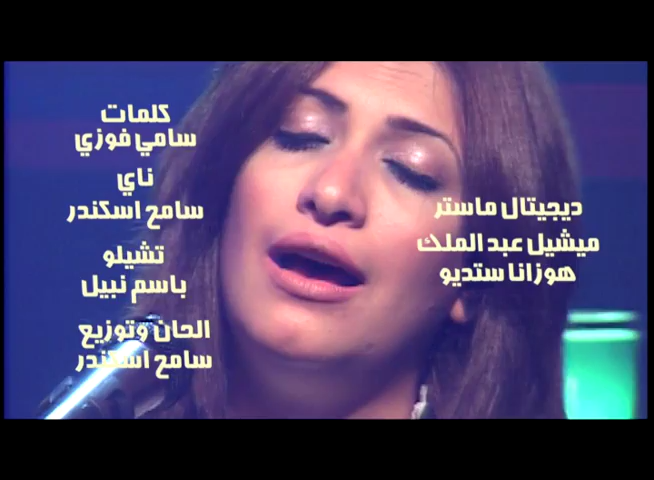 كلمات
سامي فوزي
ناي
سامح اسكندر
تشيلو
باسم نبيل
الحان وتوزيع
سامح اسكندر
ديجيتال ماستر
ميشيل عبد الملك
هوزانا ستديو